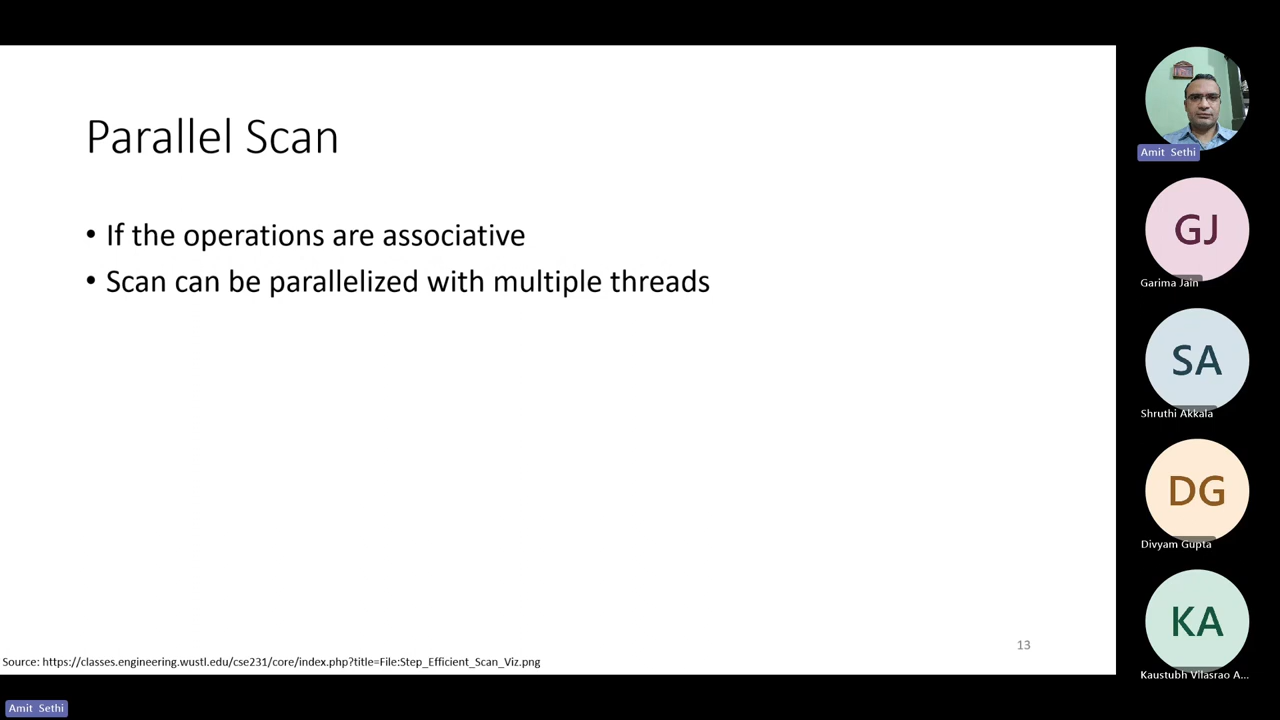 Parallel Scan
• If the operations are associative
• Scan can be parallelized with multiple threads
13
Source: https://classes.engineering.wustl.edu/cse231/core/index.php?title=File:Step_Efficient_Scan_Viz.png
Amit Sethi
GJ
Garima Jain
SA
Shruthi Akkala
DG
Divyam Gupta
KA
Kaustubh Vilasrao A...
Amit Sethi